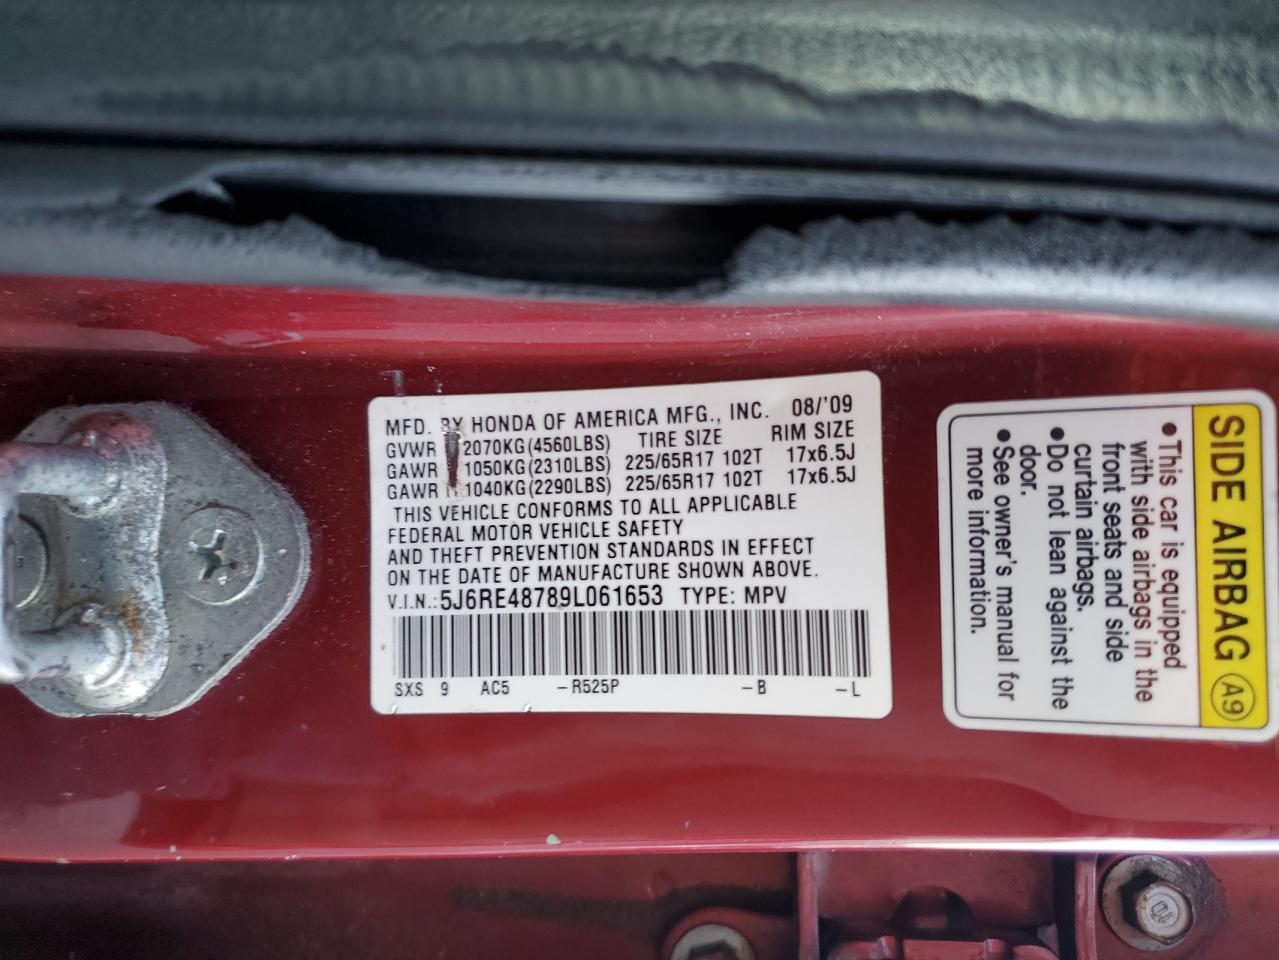 MFD. BY HONDA OF AMERICA MFG., INC. 08/'09
GVWR 2070KG(4560LBS) TIRE SIZE RIM SIZE
GAWR 1050KG(2310LBS) 225/65R17 102T 17x6.5J
GAWR 1040KG(2290LBS) 225/65R17 102T 17x6.5J
THIS VEHICLE CONFORMS TO ALL APPLICABLE
FEDERAL MOTOR VEHICLE SAFETY
AND THEFT PREVENTION STANDARDS IN EFFECT
ON THE DATE OF MANUFACTURE SHOWN ABOVE.
V.I.N.:5J6RE48789L061653 TYPE: MPV
SXS 9 AC5 -R525P -B -L
SIDE AIRBAG A9
●This car is equipped
with side airbags in the
front seats and side
curtain airbags.
●Do not lean against the
door.
●See owner's manual for
more information.